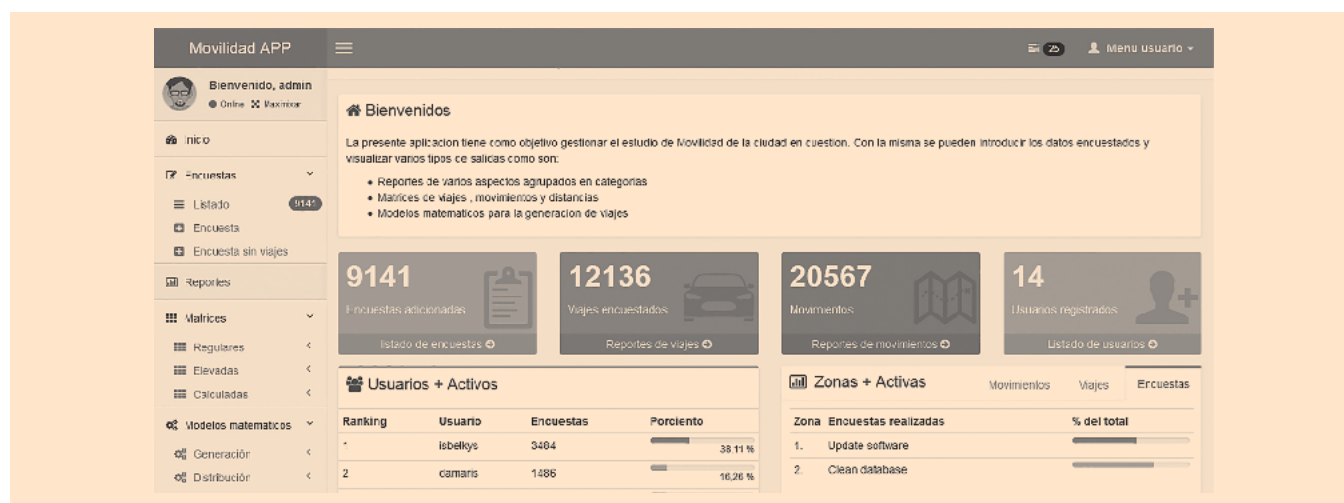 Movilidad APP
25 Menu usuario
Bienvenido, admin
Online Maximizar
Inicio
Encuestas
Listado 9141
Encuesta
Encuesta sin viajes
Reportes
Matrices
Regulares
Elevadas
Calculadas
Modelos matematicos
Generación
Distribución
Bienvenidos
La presente aplicacion tiene como objetivo gestionar el estudio de Movilidad de la ciudad en cuestion. Con la misma se pueden introducir los datos encuestados y
visualizar varios tipos de salidas como son:
Reportes de varios aspectos agrupados en categorias
Matrices de viajes , movimientos y distancias
Modelos matematicos para la generacion de viajes
9141
Encuestas adicionadas
listado de encuestas
12136
Viajes encuestados
Reportes de viajes
20567
Movimientos
Reportes de movimientos
14
Usuarios registrados
Listado de usuarios
Usuarios + Activos
Ranking Usuario Encuestas Porciento
1 isbelkys 3484 38,11 %
2 damaris 1486 16,26 %
Zonas + Activas Movimientos Viajes Encuestas
Zona Encuestas realizadas % del total
1. Update software
2. Clean database